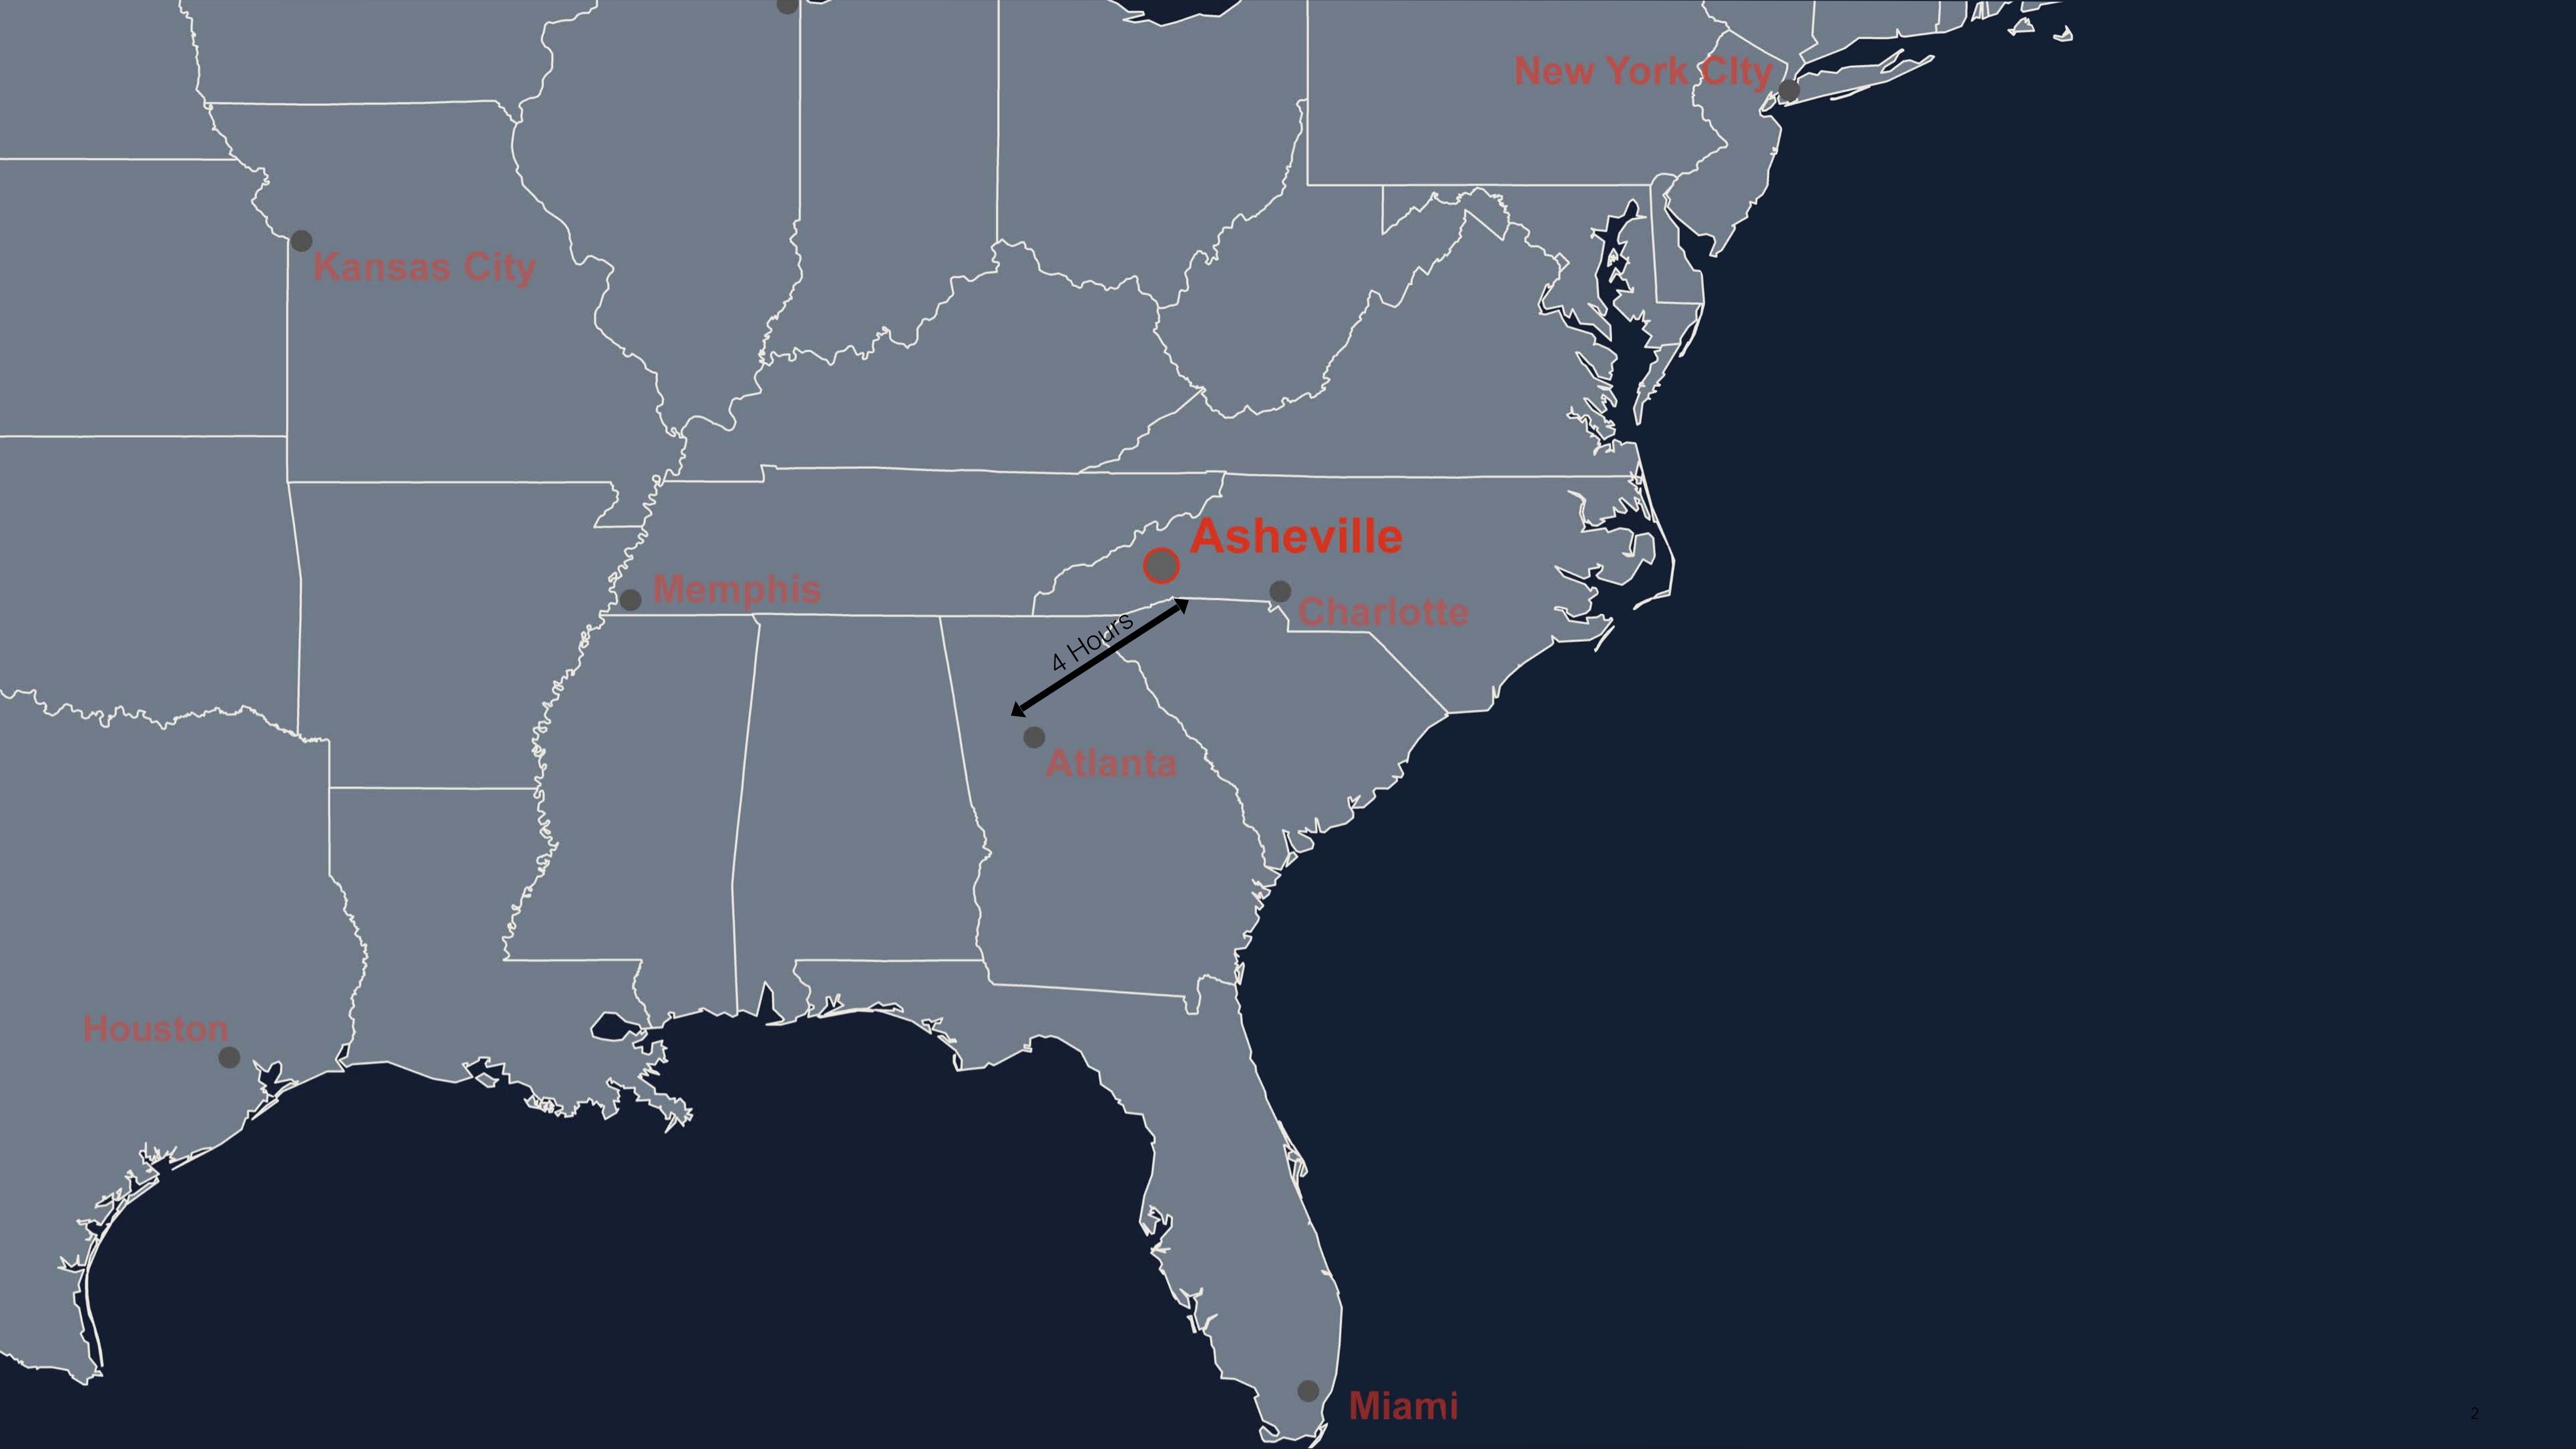 New York CIty
Kansas City
Asheville
Memphis
Charlotte
4 Hours
Atlanta
Houston
Miami
2